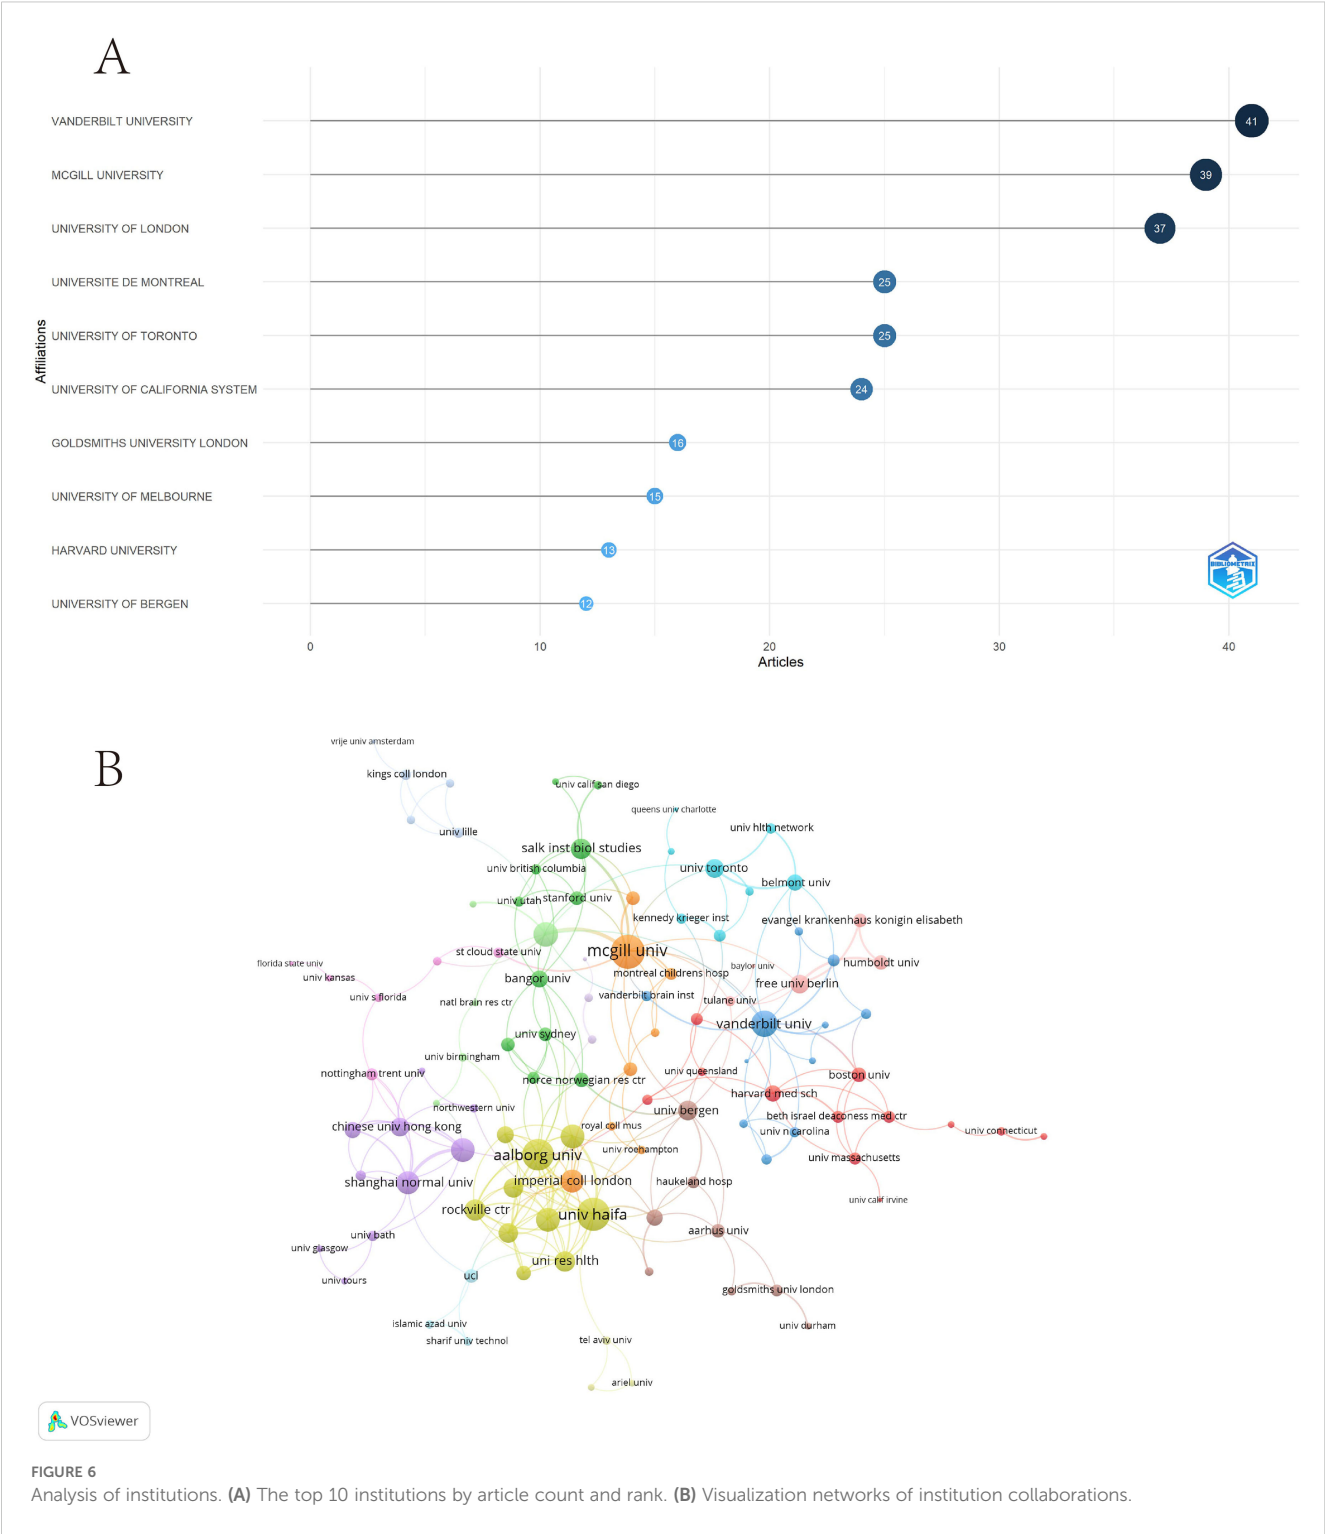 A
VANDERBILT UNIVERSITY
41
MCGILL UNIVERSITY
39
UNIVERSITY OF LONDON
37
UNIVERSITE DE MONTREAL
25
UNIVERSITY OF TORONTO
25
Affiliations
UNIVERSITY OF CALIFORNIA SYSTEM
24
GOLDSMITHS UNIVERSITY LONDON
16
UNIVERSITY OF MELBOURNE
15
HARVARD UNIVERSITY
13
BIBLIOMETRIX
UNIVERSITY OF BERGEN
12
0 10 20 30 40
Articles
B
vrije univ amsterdam
kings coll london
univ calif san diego
queens univ charlotte
univ hlth network
univ lille
salk inst biol studies
univ british columbia
univ toronto
belmont univ
univ utah
stanford univ
kennedy krieger inst
evangel krankenhaus konigin elisabeth
st cloud state univ
mcgill univ
florida state univ
univ kansas
bangor univ
montreal childrens hosp
baylor univ
humboldt univ
free univ berlin
univ s florida
natl brain res ctr
vanderbilt brain inst
tulane univ
vanderbilt univ
univ sydney
univ birmingham
nottingham trent univ
norce norwegian res ctr
univ queensland
boston univ
harvard med sch
northwestern univ
univ bergen
beth israel deaconess med ctr
chinese univ hong kong
royal coll mus
univ n carolina
univ connecticut
aalborg univ
univ roehampton
univ massachusetts
shanghai normal univ
imperial coll london
haukeland hosp
univ calif irvine
rockville ctr
univ haifa
aarhus univ
univ bath
univ glasgow
uni res hlth
univ tours
ucl
goldsmiths univ london
islamic azad univ
sharif univ technol
tel aviv univ
univ durham
ariel univ
VOSviewer
FIGURE 6
Analysis of institutions. (A) The top 10 institutions by article count and rank. (B) Visualization networks of institution collaborations.